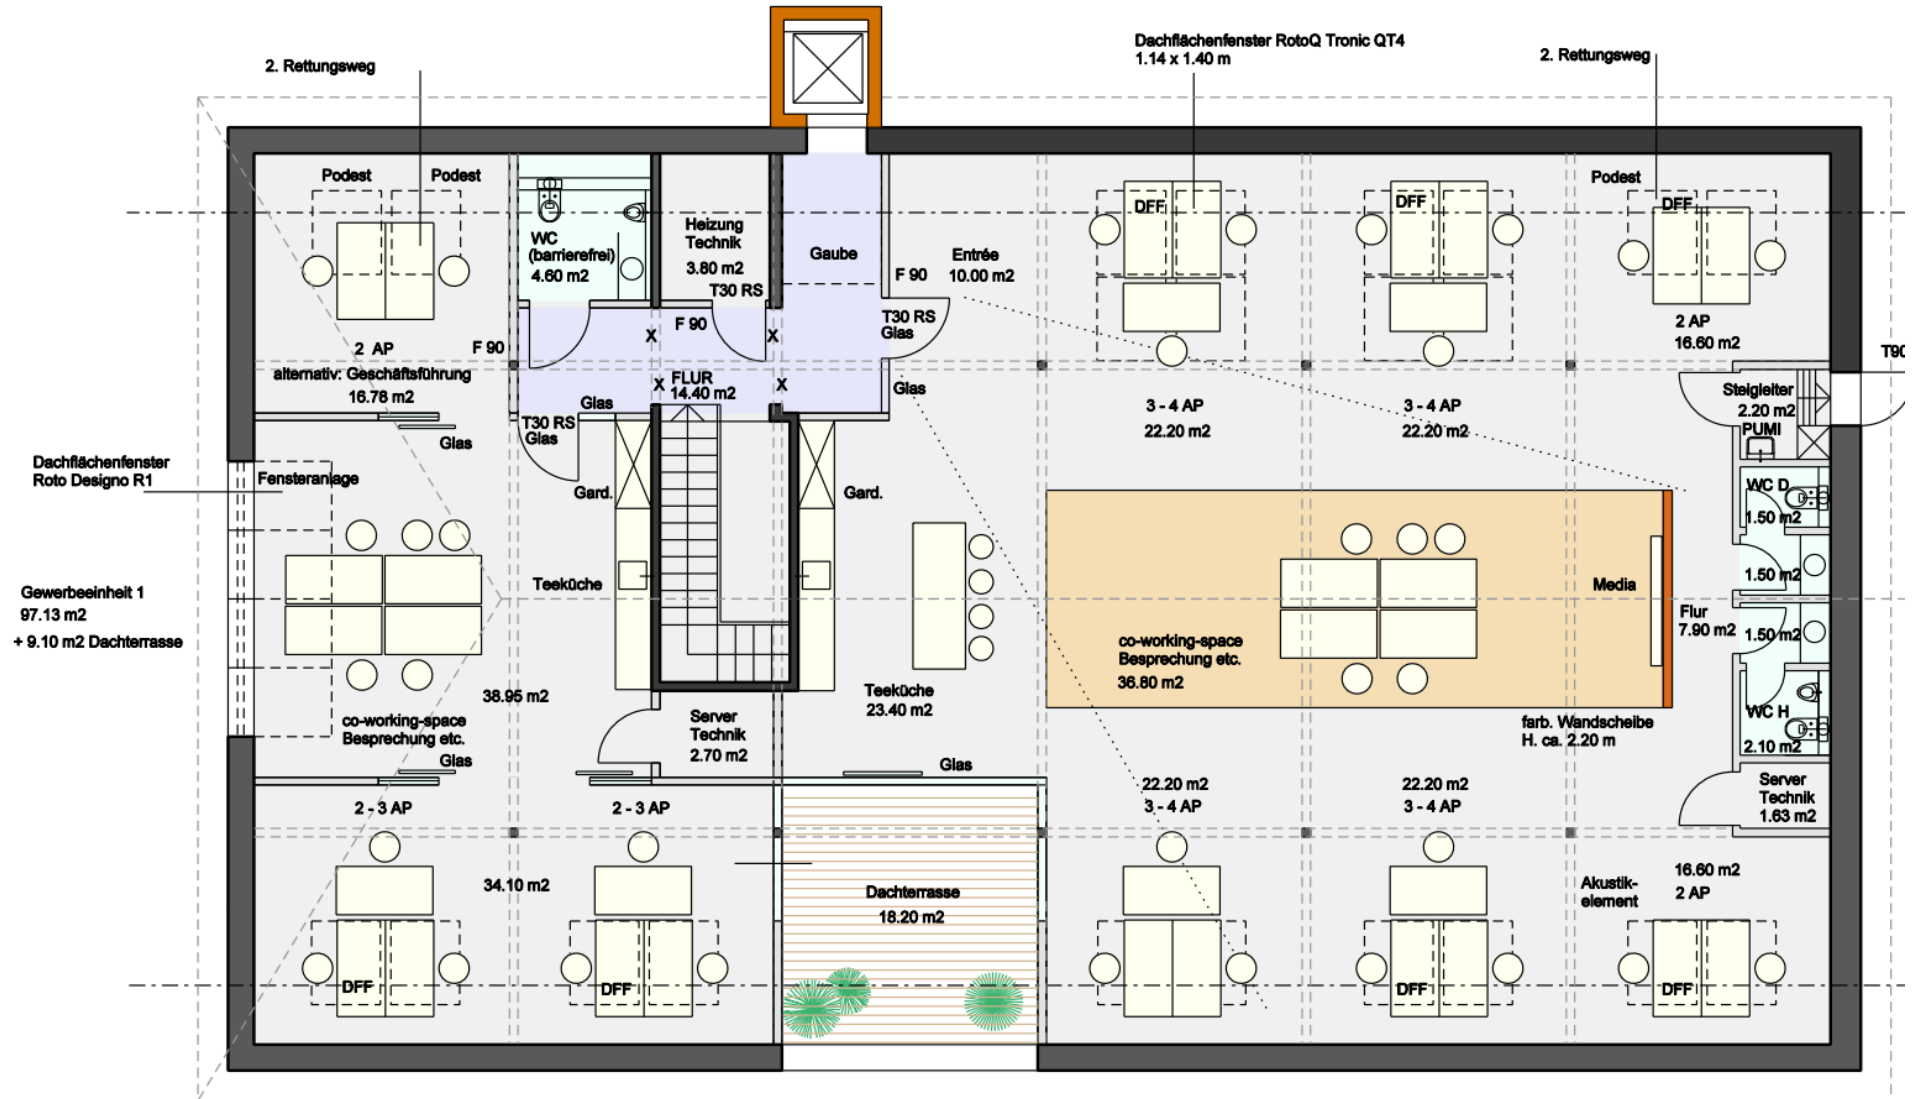 2. Rettungsweg
Dachflächenfenster RotoQ Tronic QT4
1.14 x 1.40 m
2. Rettungsweg
Podest
Podest
WC
(barrierefrei)
4.60 m2
Heizung
Technik
3.80 m2
T30 RS
Gaube
F 90
Entrée
10.00 m2
DFF
DFF
Podest
DFF
2 AP
alternativ: Geschäftsführung
16.78 m2
F 90
F 90
T30 RS
Glas
FLUR
14.40 m2
Glas
Glas
T30 RS
Glas
X
X
X
X
3 - 4 AP
22.20 m2
3 - 4 AP
22.20 m2
2 AP
16.60 m2
T90
Steigleiter
2.20 m2
PUMI
Glas
Dachflächenfenster
Roto Designo R1
Fensteranlage
Gard.
Gard.
WC D
1.50 m2
1.50 m2
Gewerbeeinheit 1
97.13 m2
+ 9.10 m2 Dachterrasse
Teeküche
Media
Flur
7.90 m2
1.50 m2
co-working-space
Besprechung etc.
36.80 m2
38.95 m2
co-working-space
Besprechung etc.
Glas
Teeküche
23.40 m2
Server
Technik
2.70 m2
Glas
farb. Wandscheibe
H. ca. 2.20 m
WC H
2.10 m2
Server
Technik
1.63 m2
2 - 3 AP
2 - 3 AP
34.10 m2
22.20 m2
3 - 4 AP
22.20 m2
3 - 4 AP
Dachterrasse
18.20 m2
Akustik-
element
16.60 m2
2 AP
DFF
DFF
DFF
DFF